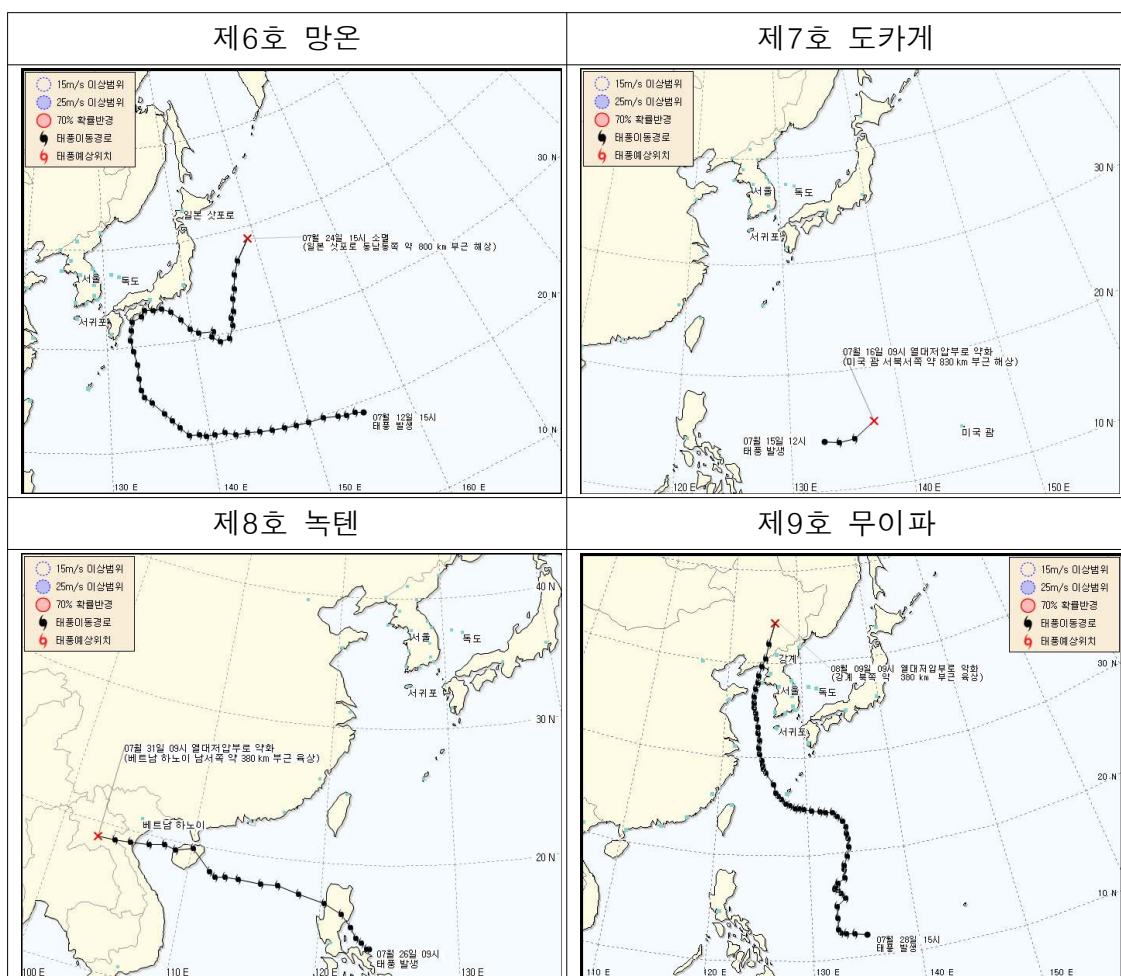 제6호 망온
제7호 도카게
15m/s 이상범위
25m/s 이상범위
70% 확률반경
태풍이동경로
태풍예상위치
일본 삿포로
서울
독도
서귀포
07월 24일 15시 소멸
(일본 삿포로 동남동쪽 약 800 km 부근 해상)
07월 12일 15시
태풍 발생
30 N
20 N
10 N
130 E
140 E
150 E
160 E
15m/s 이상범위
25m/s 이상범위
70% 확률반경
태풍이동경로
태풍예상위치
서울
독도
서귀포
07월 16일 09시 열대저압부로 약화
(미국 괌 서북서쪽 약 830 km 부근 해상)
07월 15일 12시
태풍 발생
미국 괌
30 N
20 N
10 N
120 E
130 E
140 E
150 E
제8호 녹텐
제9호 무이파
15m/s 이상범위
25m/s 이상범위
70% 확률반경
태풍이동경로
태풍예상위치
서울
독도
서귀포
07월 31일 09시 열대저압부로 약화
(베트남 하노이 남서쪽 약 380 km 부근 육상)
베트남 하노이
07월 26일 09시
태풍 발생
40 N
30 N
20 N
100 E
110 E
120 E
130 E
15m/s 이상범위
25m/s 이상범위
70% 확률반경
태풍이동경로
태풍예상위치
강계
서울
독도
서귀포
08월 09일 09시 열대저압부로 약화
(강계 북쪽 약 380 km 부근 육상)
07월 28일 15시
태풍 발생
30 N
20 N
10 N
110 E
120 E
130 E
140 E
150 E